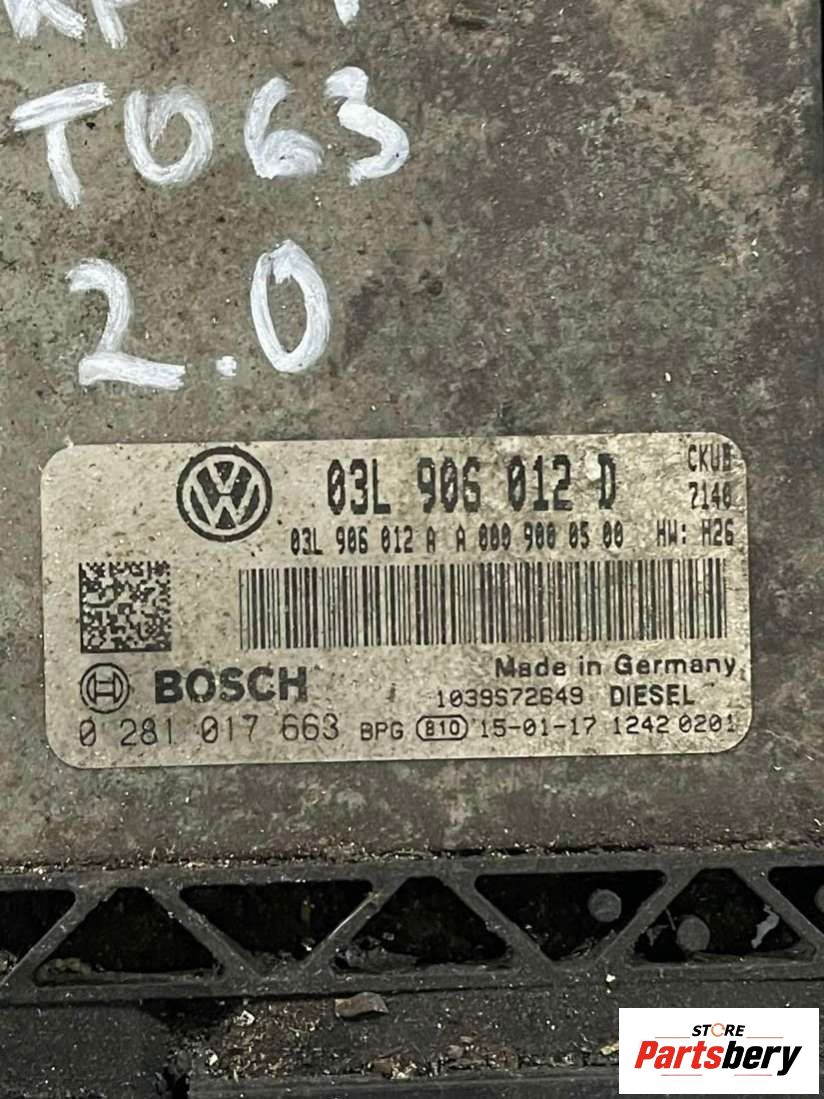 T063
2.0
03L 906 012 D
CKUB
7140
03L 906 012 A A 000 900 05 00 HW: H26
BOSCH
Made in Germany
1039S72649 DIESEL
0 281 017 663 BPG 810 15-01-17 1242 0201
STORE
Partsbery